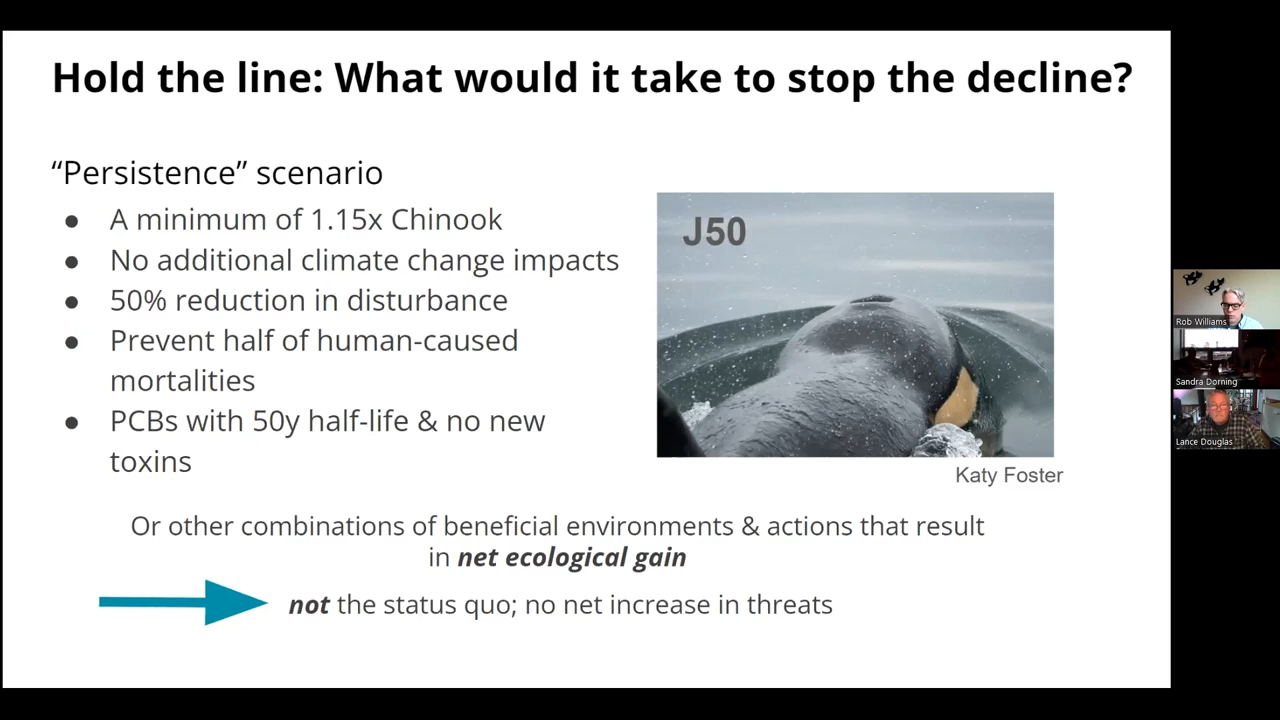 Hold the line: What would it take to stop the decline?
“Persistence” scenario
● A minimum of 1.15x Chinook
● No additional climate change impacts
● 50% reduction in disturbance
● Prevent half of human-caused
mortalities
● PCBs with 50y half-life & no new
toxins
J50
Katy Foster
Or other combinations of beneficial environments & actions that result
in net ecological gain
not the status quo; no net increase in threats
Rob Williams
Sandra Dorning
Lance Douglas